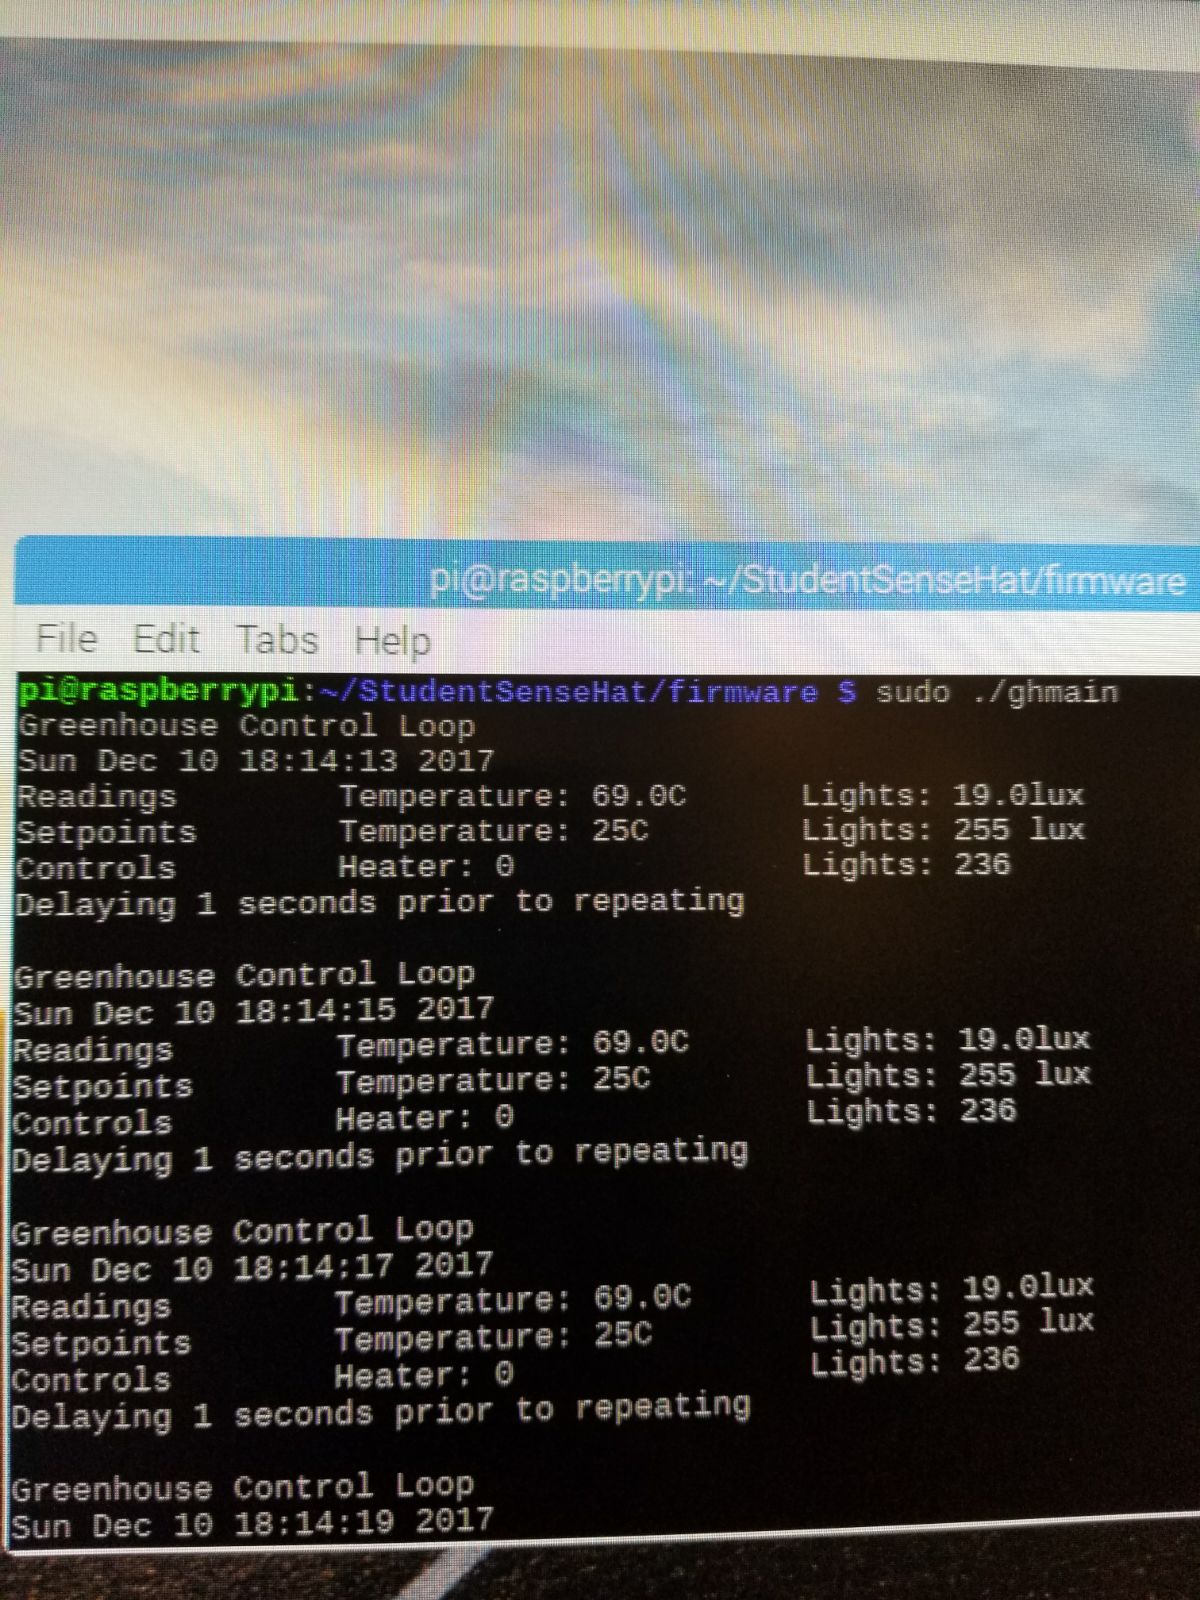 pi@raspberrypi: ~/StudentSenseHat/firmware
File Edit Tabs Help
pi@raspberrypi:~/StudentSenseHat/firmware $ sudo ./ghmain
Greenhouse Control Loop
Sun Dec 10 18:14:13 2017
Readings Temperature: 69.0C Lights: 19.0lux
Setpoints Temperature: 25C Lights: 255 lux
Controls Heater: 0 Lights: 236
Delaying 1 seconds prior to repeating
Greenhouse Control Loop
Sun Dec 10 18:14:15 2017
Readings Temperature: 69.0C Lights: 19.0lux
Setpoints Temperature: 25C Lights: 255 lux
Controls Heater: 0 Lights: 236
Delaying 1 seconds prior to repeating
Greenhouse Control Loop
Sun Dec 10 18:14:17 2017
Readings Temperature: 69.0C Lights: 19.0lux
Setpoints Temperature: 25C Lights: 255 lux
Controls Heater: 0 Lights: 236
Delaying 1 seconds prior to repeating
Greenhouse Control Loop
Sun Dec 10 18:14:19 2017